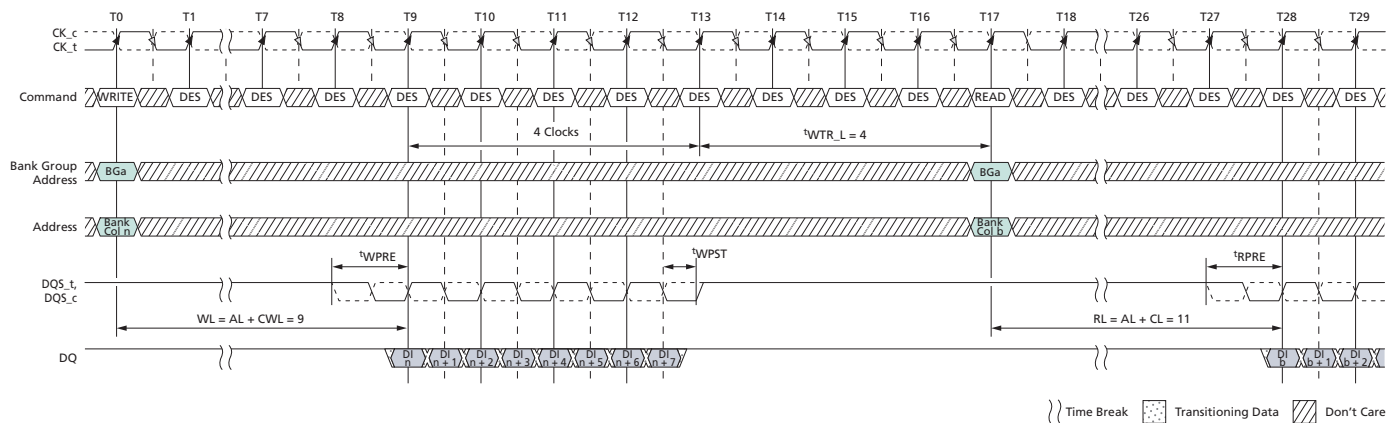 T0 T1 T7 T8 T9 T10 T11 T12 T13 T14 T15 T16 T17 T18 T26 T27 T28 T29
CK_c
CK_t
Command WRITE DES DES DES DES DES DES DES DES DES DES DES READ DES DES DES DES DES
4 Clocks tWTR_L = 4
Bank Group
Address
BGa BGa
Address
Bank
Col n
Bank
Col b
tWPRE tWPST tRPRE
DQS_t,
DQS_c
WL = AL + CWL = 9 RL = AL + CL = 11
DQ
DI DI DI DI DI DI DI DI DI DI DI
n n + 1 n + 2 n + 3 n + 4 n + 5 n + 6 n + 7 b b + 1 b + 2
Time Break Transitioning Data Don't Care